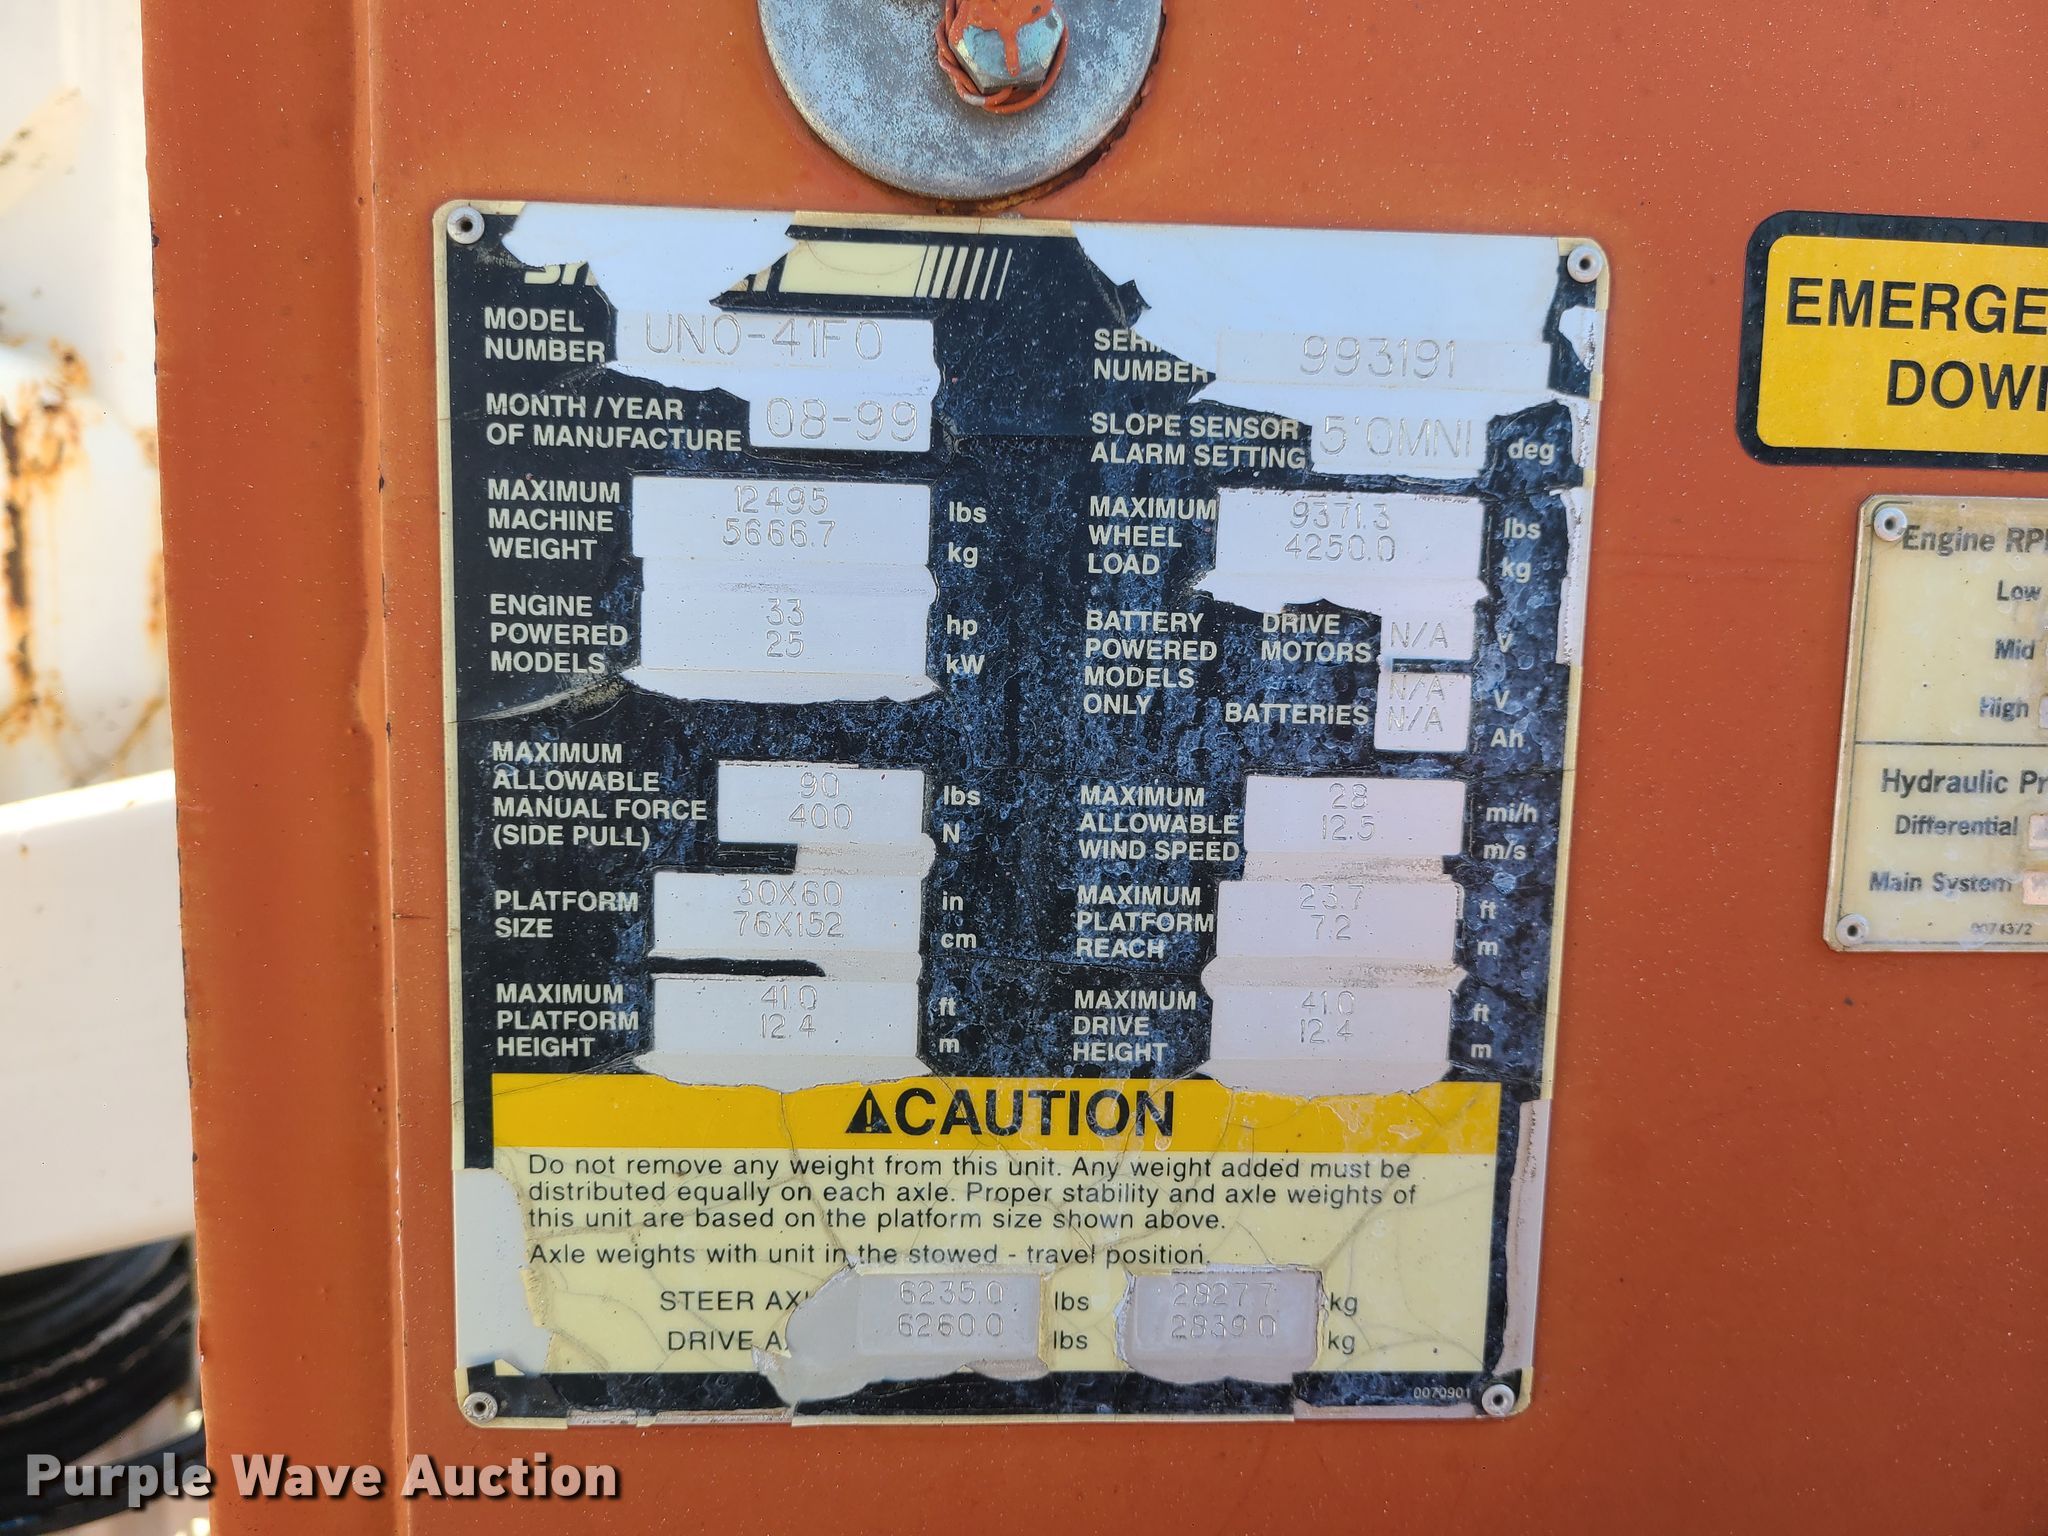 MODEL NUMBER UNO-41F0
SERI NUMBER 993191
MONTH/YEAR OF MANUFACTURE 08-99
SLOPE SENSOR ALARM SETTING 5°OMNI deg
MAXIMUM MACHINE WEIGHT 12495 lbs 5666.7 kg
MAXIMUM WHEEL LOAD 9371.3 lbs 4250.0 kg
ENGINE POWERED MODELS 33 hp 25 kW
BATTERY POWERED MODELS ONLY
DRIVE MOTORS N/A V
BATTERIES N/A V N/A Ah
MAXIMUM ALLOWABLE MANUAL FORCE (SIDE PULL) 90 lbs 400 N
MAXIMUM ALLOWABLE WIND SPEED 28 mi/h 12.5 m/s
PLATFORM SIZE 30X60 in 76X152 cm
MAXIMUM PLATFORM REACH 23.7 ft 7.2 m
MAXIMUM PLATFORM HEIGHT 41.0 ft 12.4 m
MAXIMUM DRIVE HEIGHT 41.0 ft 12.4 m
CAUTION
Do not remove any weight from this unit. Any weight added must be
distributed equally on each axle. Proper stability and axle weights of
this unit are based on the platform size shown above.
Axle weights with unit in the stowed - travel position.
STEER AX 6235.0 lbs 2827.7 kg
DRIVE A 6260.0 lbs 2839.0 kg
0070901
EMERGE
DOW
Engine RP
Low
Mid
High
Hydraulic Pr
Differential
Main System
0074372
Purple Wave Auction